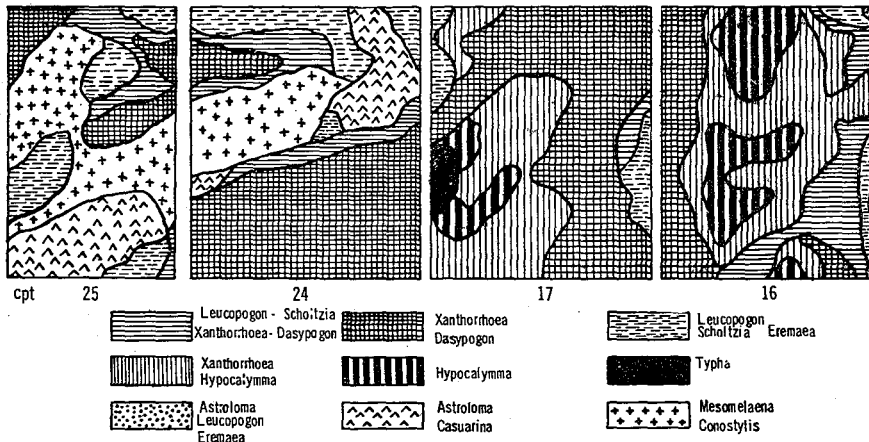 cpt 25 24 17 16
Leucopogon - Scholtzia
Xanthorrhoea-Dasypogon
Xanthorrhoea
Dasypogon
Leucopogon
Scholtzia Eremaea
Xanthorrhoea
Hypocalymma
Hypocalymma
Typha
Astroloma
Leucopogon
Eremaea
Astroloma
Casuarina
Mesomelaena
Conostylis